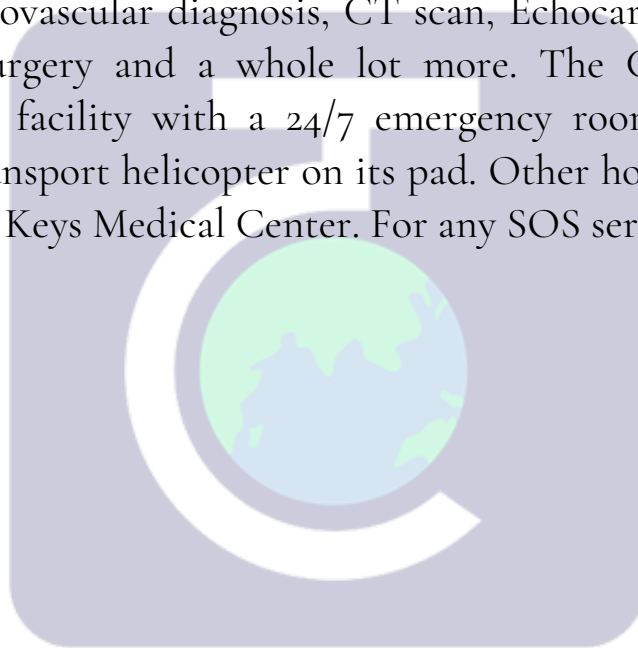 ovascular diagnosis, CT scan, Echocar
urgery and a whole lot more. The
facility with a 24/7 emergency roon
nsport helicopter on its pad. Other ho
Keys Medical Center. For any SOS ser